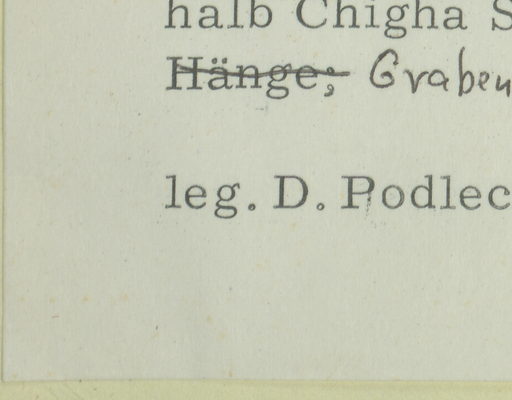 halb Chigha S
Hänge; Graben
leg. D. Podlec